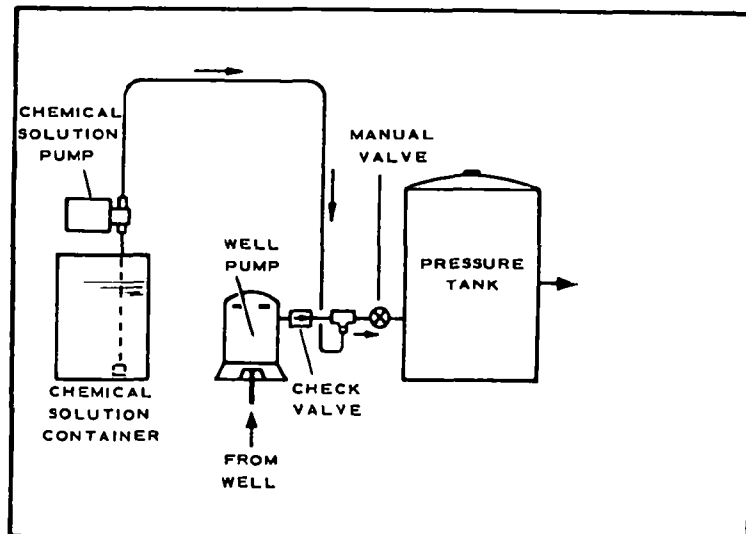 CHEMICAL
SOLUTION
PUMP
MANUAL
VALVE
WELL
PUMP
PRESSURE
TANK
CHEMICAL
SOLUTION
CONTAINER
CHECK
VALVE
FROM
WELL